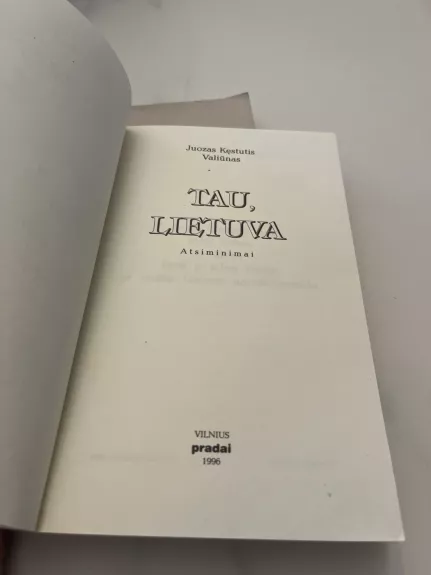 Juozas Kęstutis
Valiūnas
TAU,
LIETUVA
Atsiminimai
VILNIUS
pradai
1996